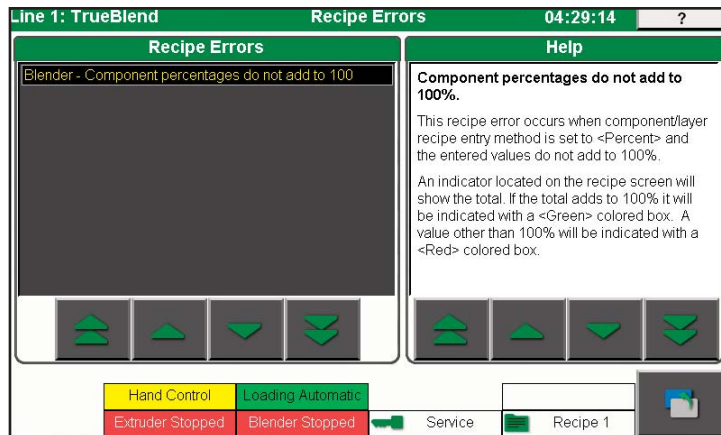 Line 1: TrueBlend Recipe Errors 04:29:14 ?
Recipe Errors
Blender - Component percentages do not add to 100
Help
Component percentages do not add to
100%.
This recipe error occurs when component/layer
recipe entry method is set to <Percent> and
the entered values do not add to 100%.
An indicator located on the recipe screen will
show the total. If the total adds to 100% it will
be indicated with a <Green> colored box. A
value other than 100% will be indicated with a
<Red> colored box.
Hand Control Loading Automatic
Extruder Stopped Blender Stopped Service Recipe 1